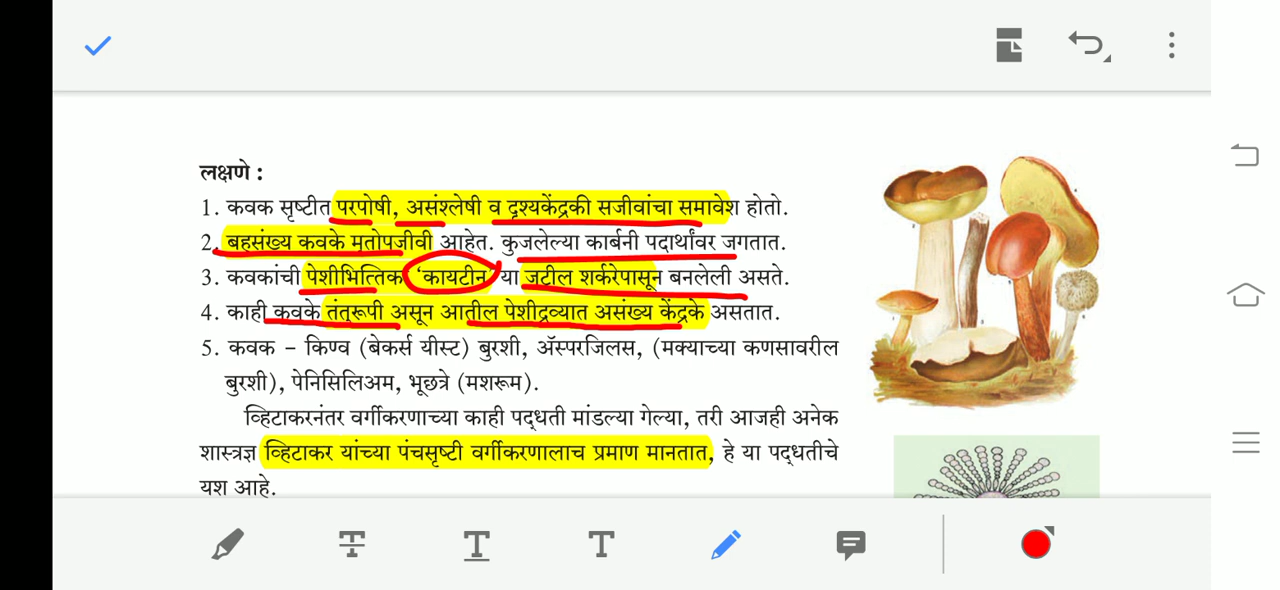 लक्षणे :
1. कवक सृष्टीत परपोषी, असंश्लेषी व दृश्यकेंद्रकी सजीवांचा समावेश होतो.
2. बहुसंख्य कवके मृतोपजीवी आहेत. कुजलेल्या कार्बनी पदार्थांवर जगतात.
3. कवकांची पेशीभित्तिका 'कायटीन' या जटील शर्करेपासून बनलेली असते.
4. काही कवके तंतूरूपी असून आतील पेशीद्रव्यात असंख्य केंद्रके असतात.
5. कवक - किण्व (बेकर्स यीस्ट) बुरशी, ॲस्परजिलस, (मक्याच्या कणसावरील
बुरशी), पेनिसिलिअम, भूछत्रे (मशरूम).
व्हिटाकरनंतर वर्गीकरणाच्या काही पद्धती मांडल्या गेल्या, तरी आजही अनेक
शास्त्रज्ञ व्हिटाकर यांच्या पंचसृष्टी वर्गीकरणालाच प्रमाण मानतात, हे या पद्धतीचे
यश आहे.